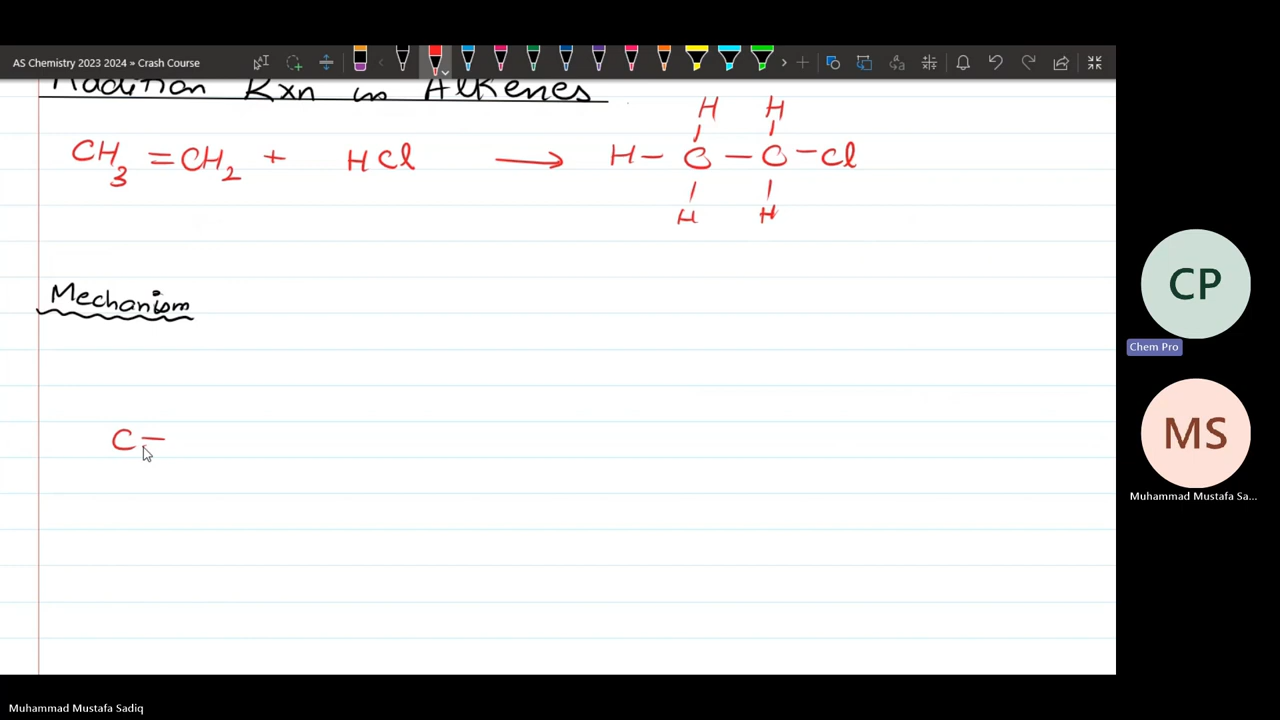 AS Chemistry 2023 2024 » Crash Course
Addition Rxn in Alkenes
H H
CH3 = CH2 + HCl → H – C – C – Cl
H H
CP
Chem Pro
Mechanism
MS
C –
Muhammad Mustafa Sa...
Muhammad Mustafa Sadiq